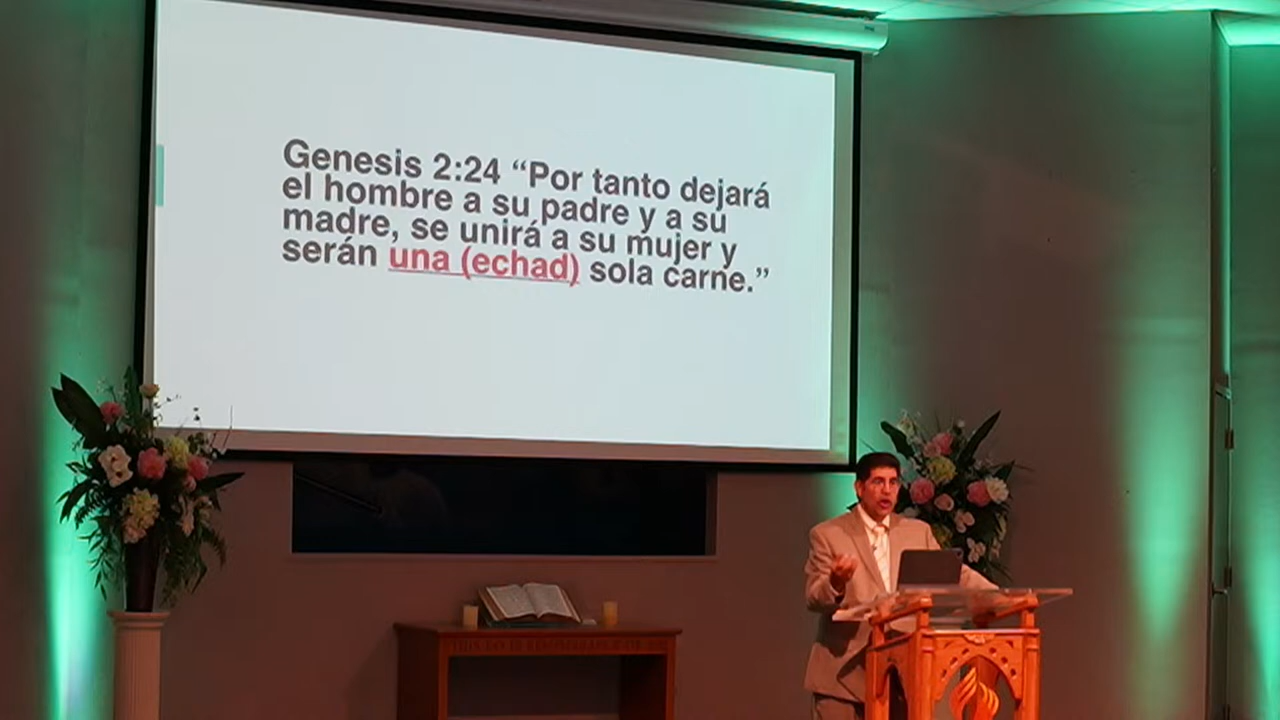 Genesis 2:24 “Por tanto dejará
el hombre a su padre y a su
madre, se unirá a su mujer y
serán una (echad) sola carne.”